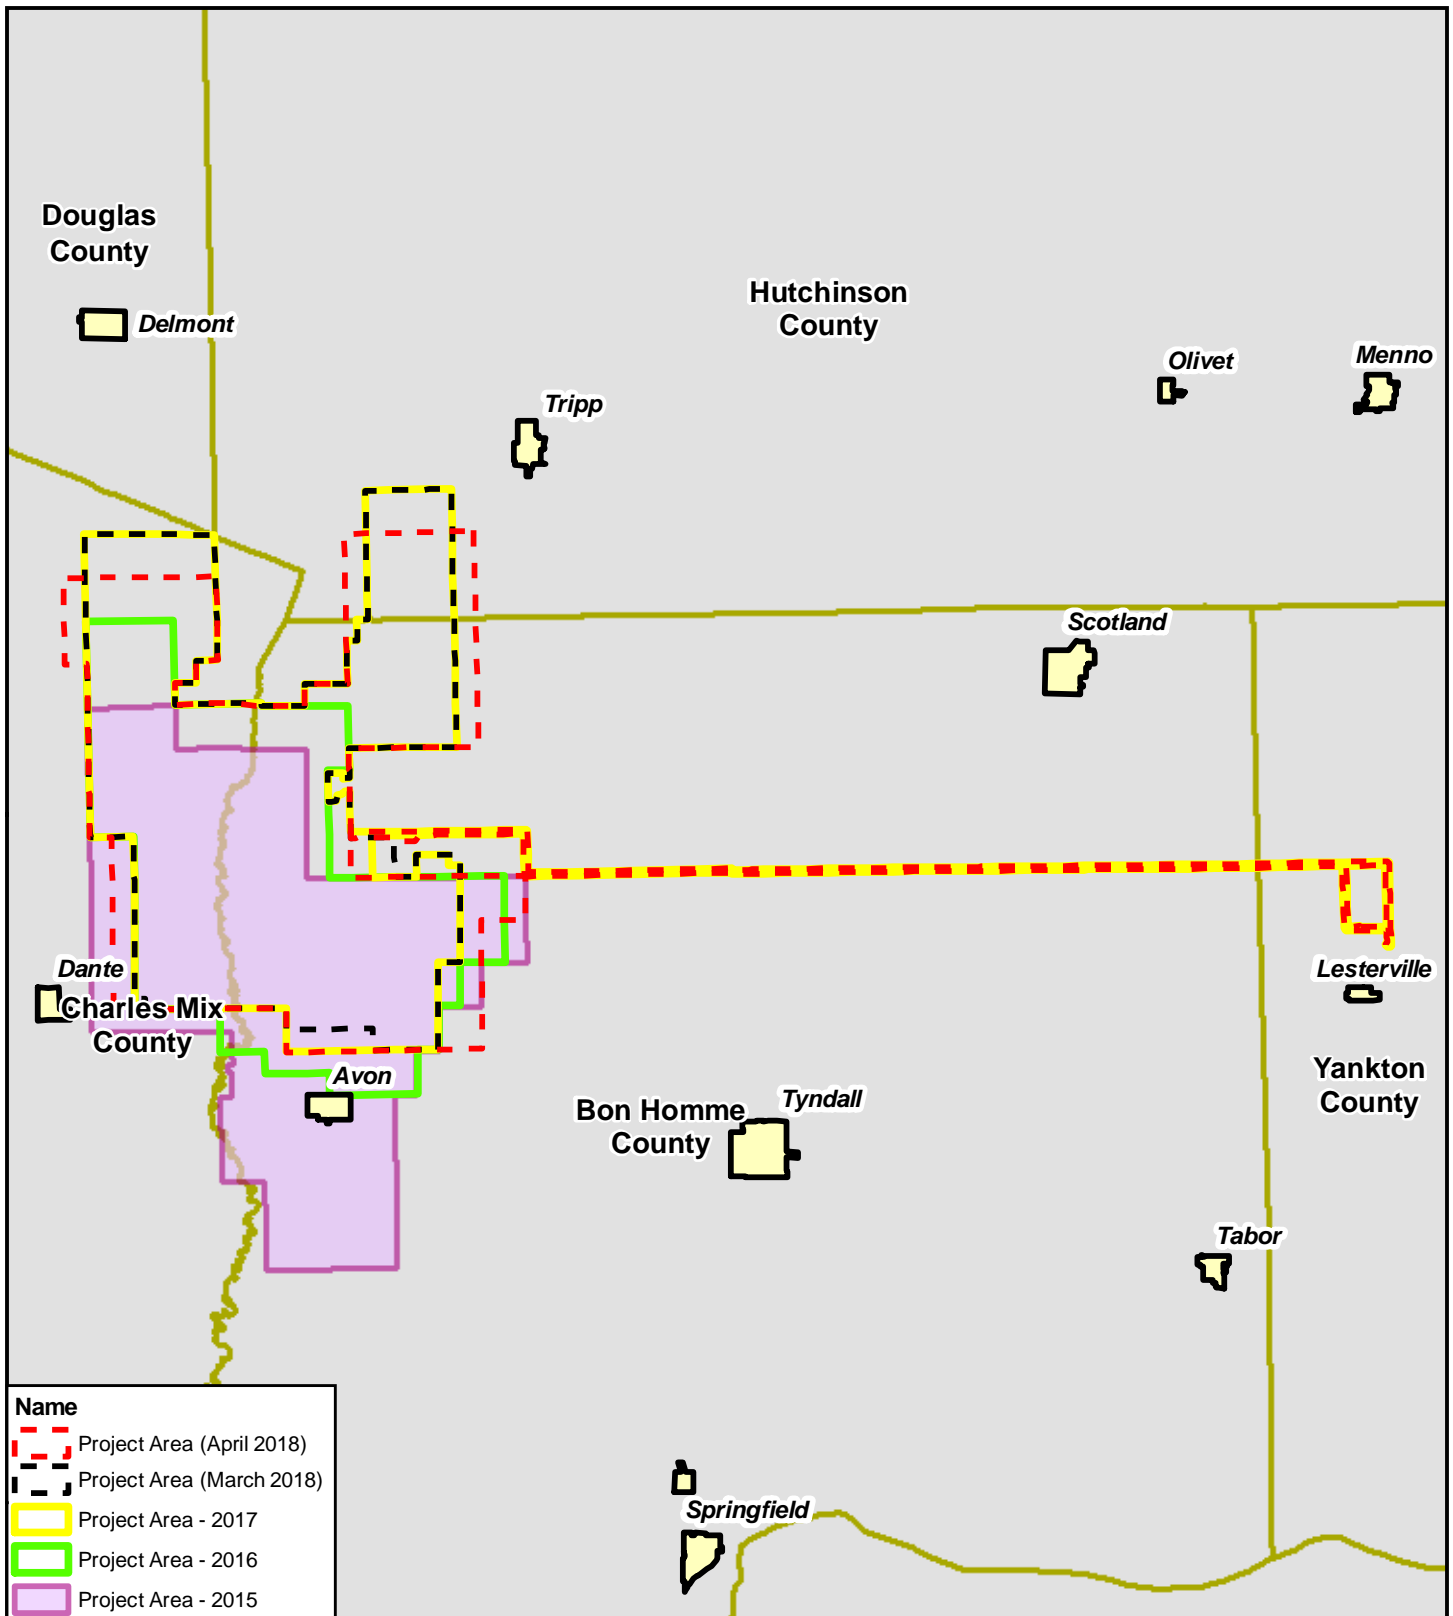 Douglas
County
Delmont
Hutchinson
County
Olivet
Menno
Tripp
Scotland
Dante
Charles Mix
County
Lesterville
Avon
Yankton
County
Bon Homme
County
Tyndall
Tabor
Springfield
Name
Project Area (April 2018)
Project Area (March 2018)
Project Area - 2017
Project Area - 2016
Project Area - 2015